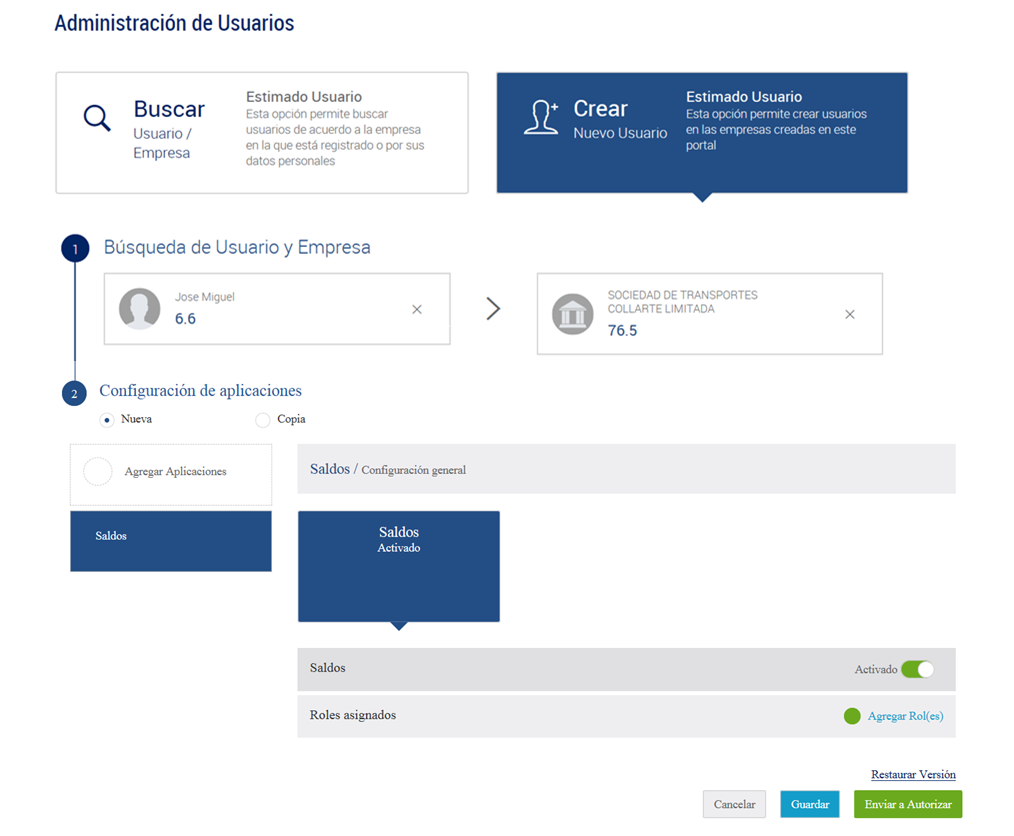 Administración de Usuarios
Buscar
Usuario /
Empresa
Estimado Usuario
Esta opción permite buscar
usuarios de acuerdo a la empresa
en la que está registrado o por sus
datos personales
Crear
Nuevo Usuario
Estimado Usuario
Esta opción permite crear usuarios
en las empresas creadas en este
portal
1
Búsqueda de Usuario y Empresa
Jose Miguel
6.6
SOCIEDAD DE TRANSPORTES
COLLARTE LIMITADA
76.5
2
Configuración de aplicaciones
Nueva
Copia
Agregar Aplicaciones
Saldos
Saldos / Configuración general
Saldos
Activado
Saldos
Activado
Roles asignados
Agregar Rol(es)
Restaurar Versión
Cancelar
Guardar
Enviar a Autorizar